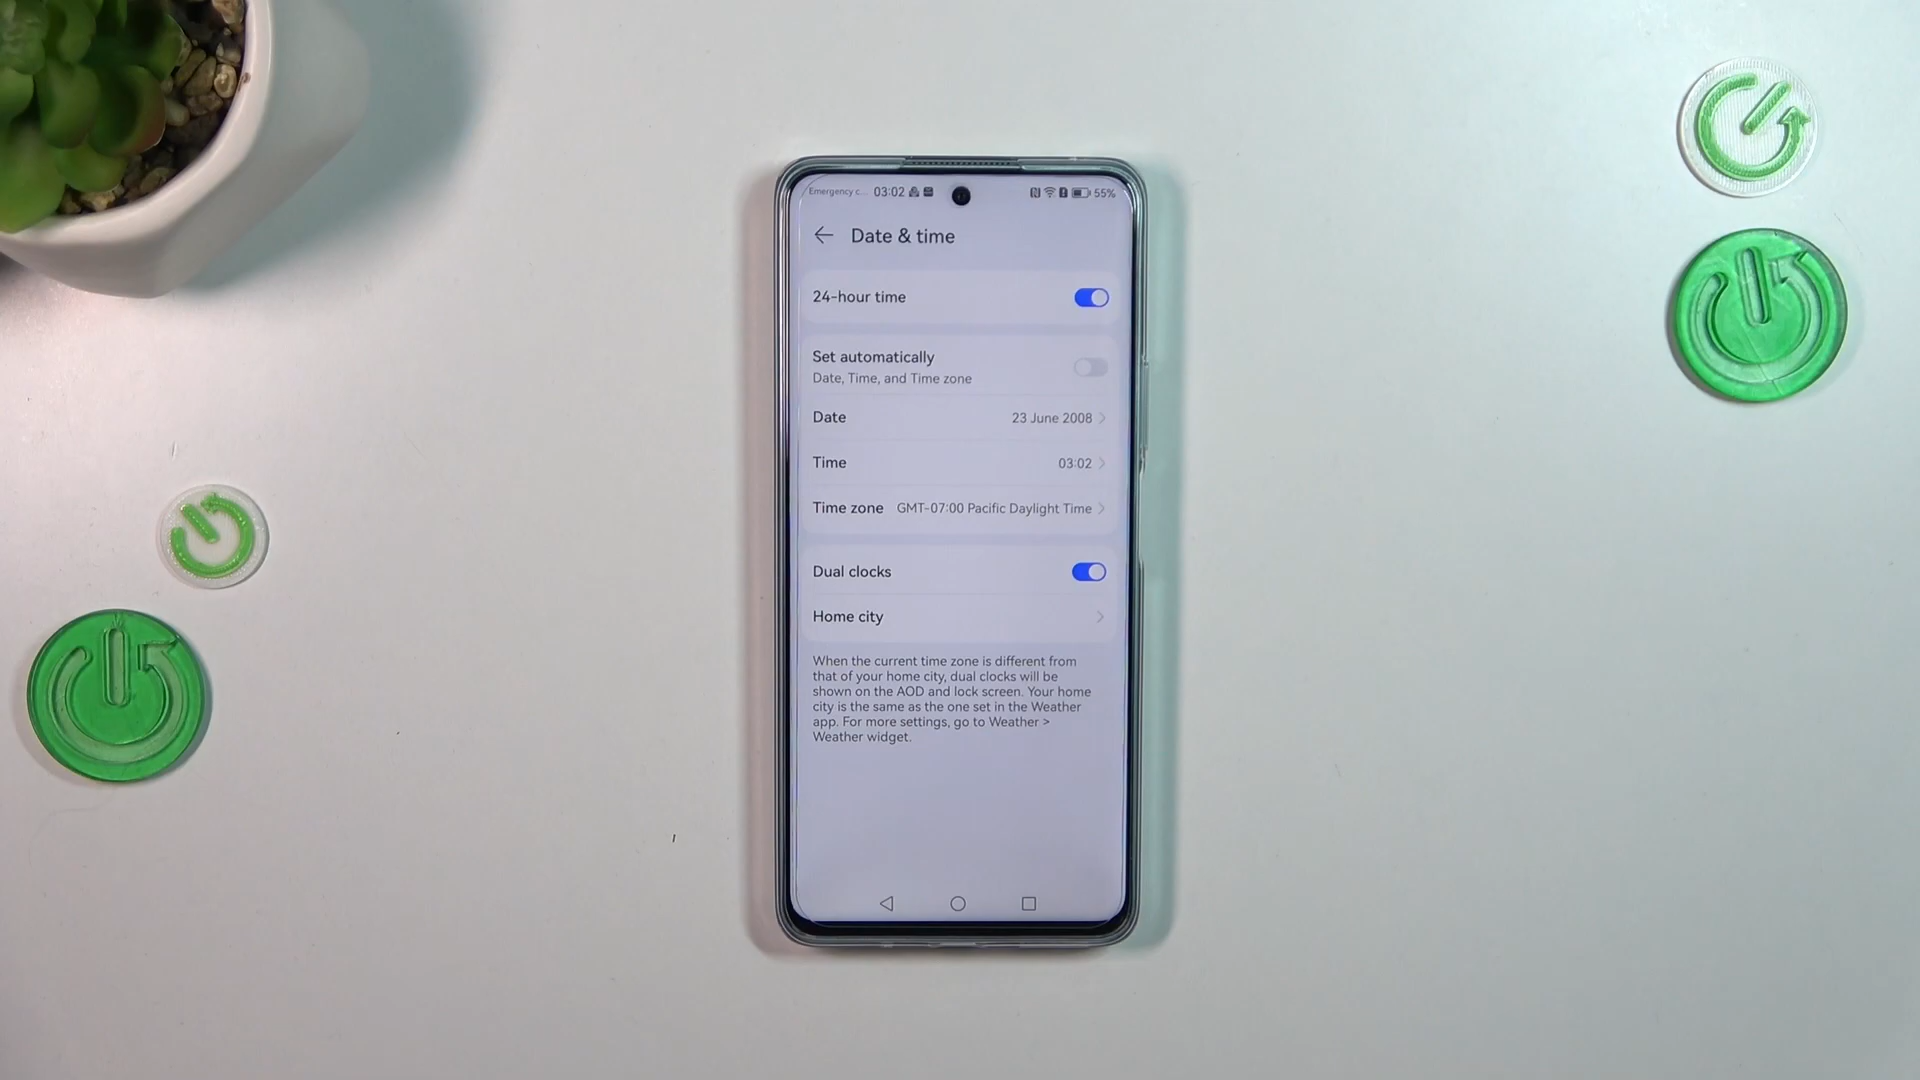 Emergency c... 03:02 55%
Date & time
24-hour time
Set automatically
Date, Time, and Time zone
Date 23 June 2008
Time 03:02
Time zone GMT-07:00 Pacific Daylight Time
Dual clocks
Home city
When the current time zone is different from
that of your home city, dual clocks will be
shown on the AOD and lock screen. Your home
city is the same as the one set in the Weather
app. For more settings, go to Weather >
Weather widget.